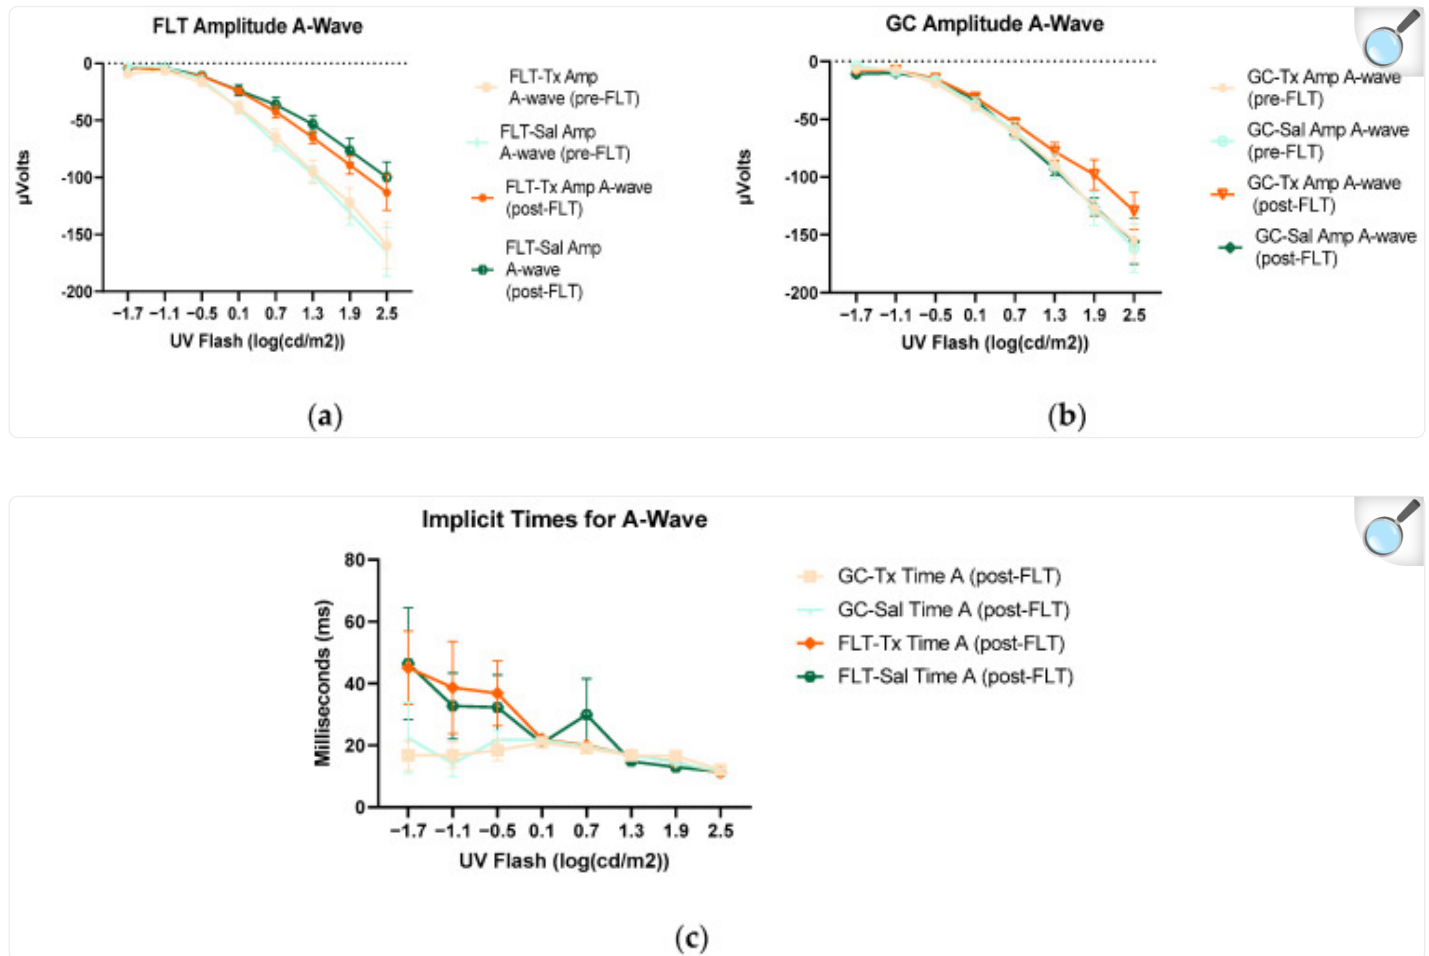 FLT Amplitude A-Wave
0
-50
-100
-150
-200
µVolts
−1.7 −1.1 −0.5 0.1 0.7 1.3 1.9 2.5
UV Flash (log(cd/m2))
FLT-Tx Amp
A-wave (pre-FLT)
FLT-Sal Amp
A-wave (pre-FLT)
FLT-Tx Amp A-wave
(post-FLT)
FLT-Sal Amp
A-wave
(post-FLT)
(a)
GC Amplitude A-Wave
0
-50
-100
-150
-200
µVolts
−1.7 −1.1 −0.5 0.1 0.7 1.3 1.9 2.5
UV Flash (log(cd/m2))
GC-Tx Amp A-wave
(pre-FLT)
GC-Sal Amp A-wave
(pre-FLT)
GC-Tx Amp A-wave
(post-FLT)
GC-Sal Amp A-wave
(post-FLT)
(b)
Implicit Times for A-Wave
80
60
40
20
0
Milliseconds (ms)
−1.7 −1.1 −0.5 0.1 0.7 1.3 1.9 2.5
UV Flash (log(cd/m2))
GC-Tx Time A (post-FLT)
GC-Sal Time A (post-FLT)
FLT-Tx Time A (post-FLT)
FLT-Sal Time A (post-FLT)
(c)